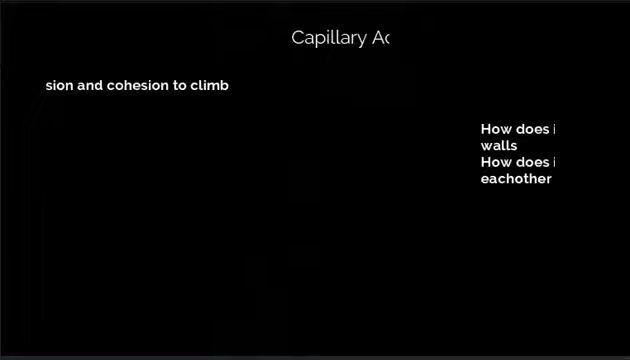 Capillary Ac
sion and cohesion to climb
How does i
walls
How does i
eachother